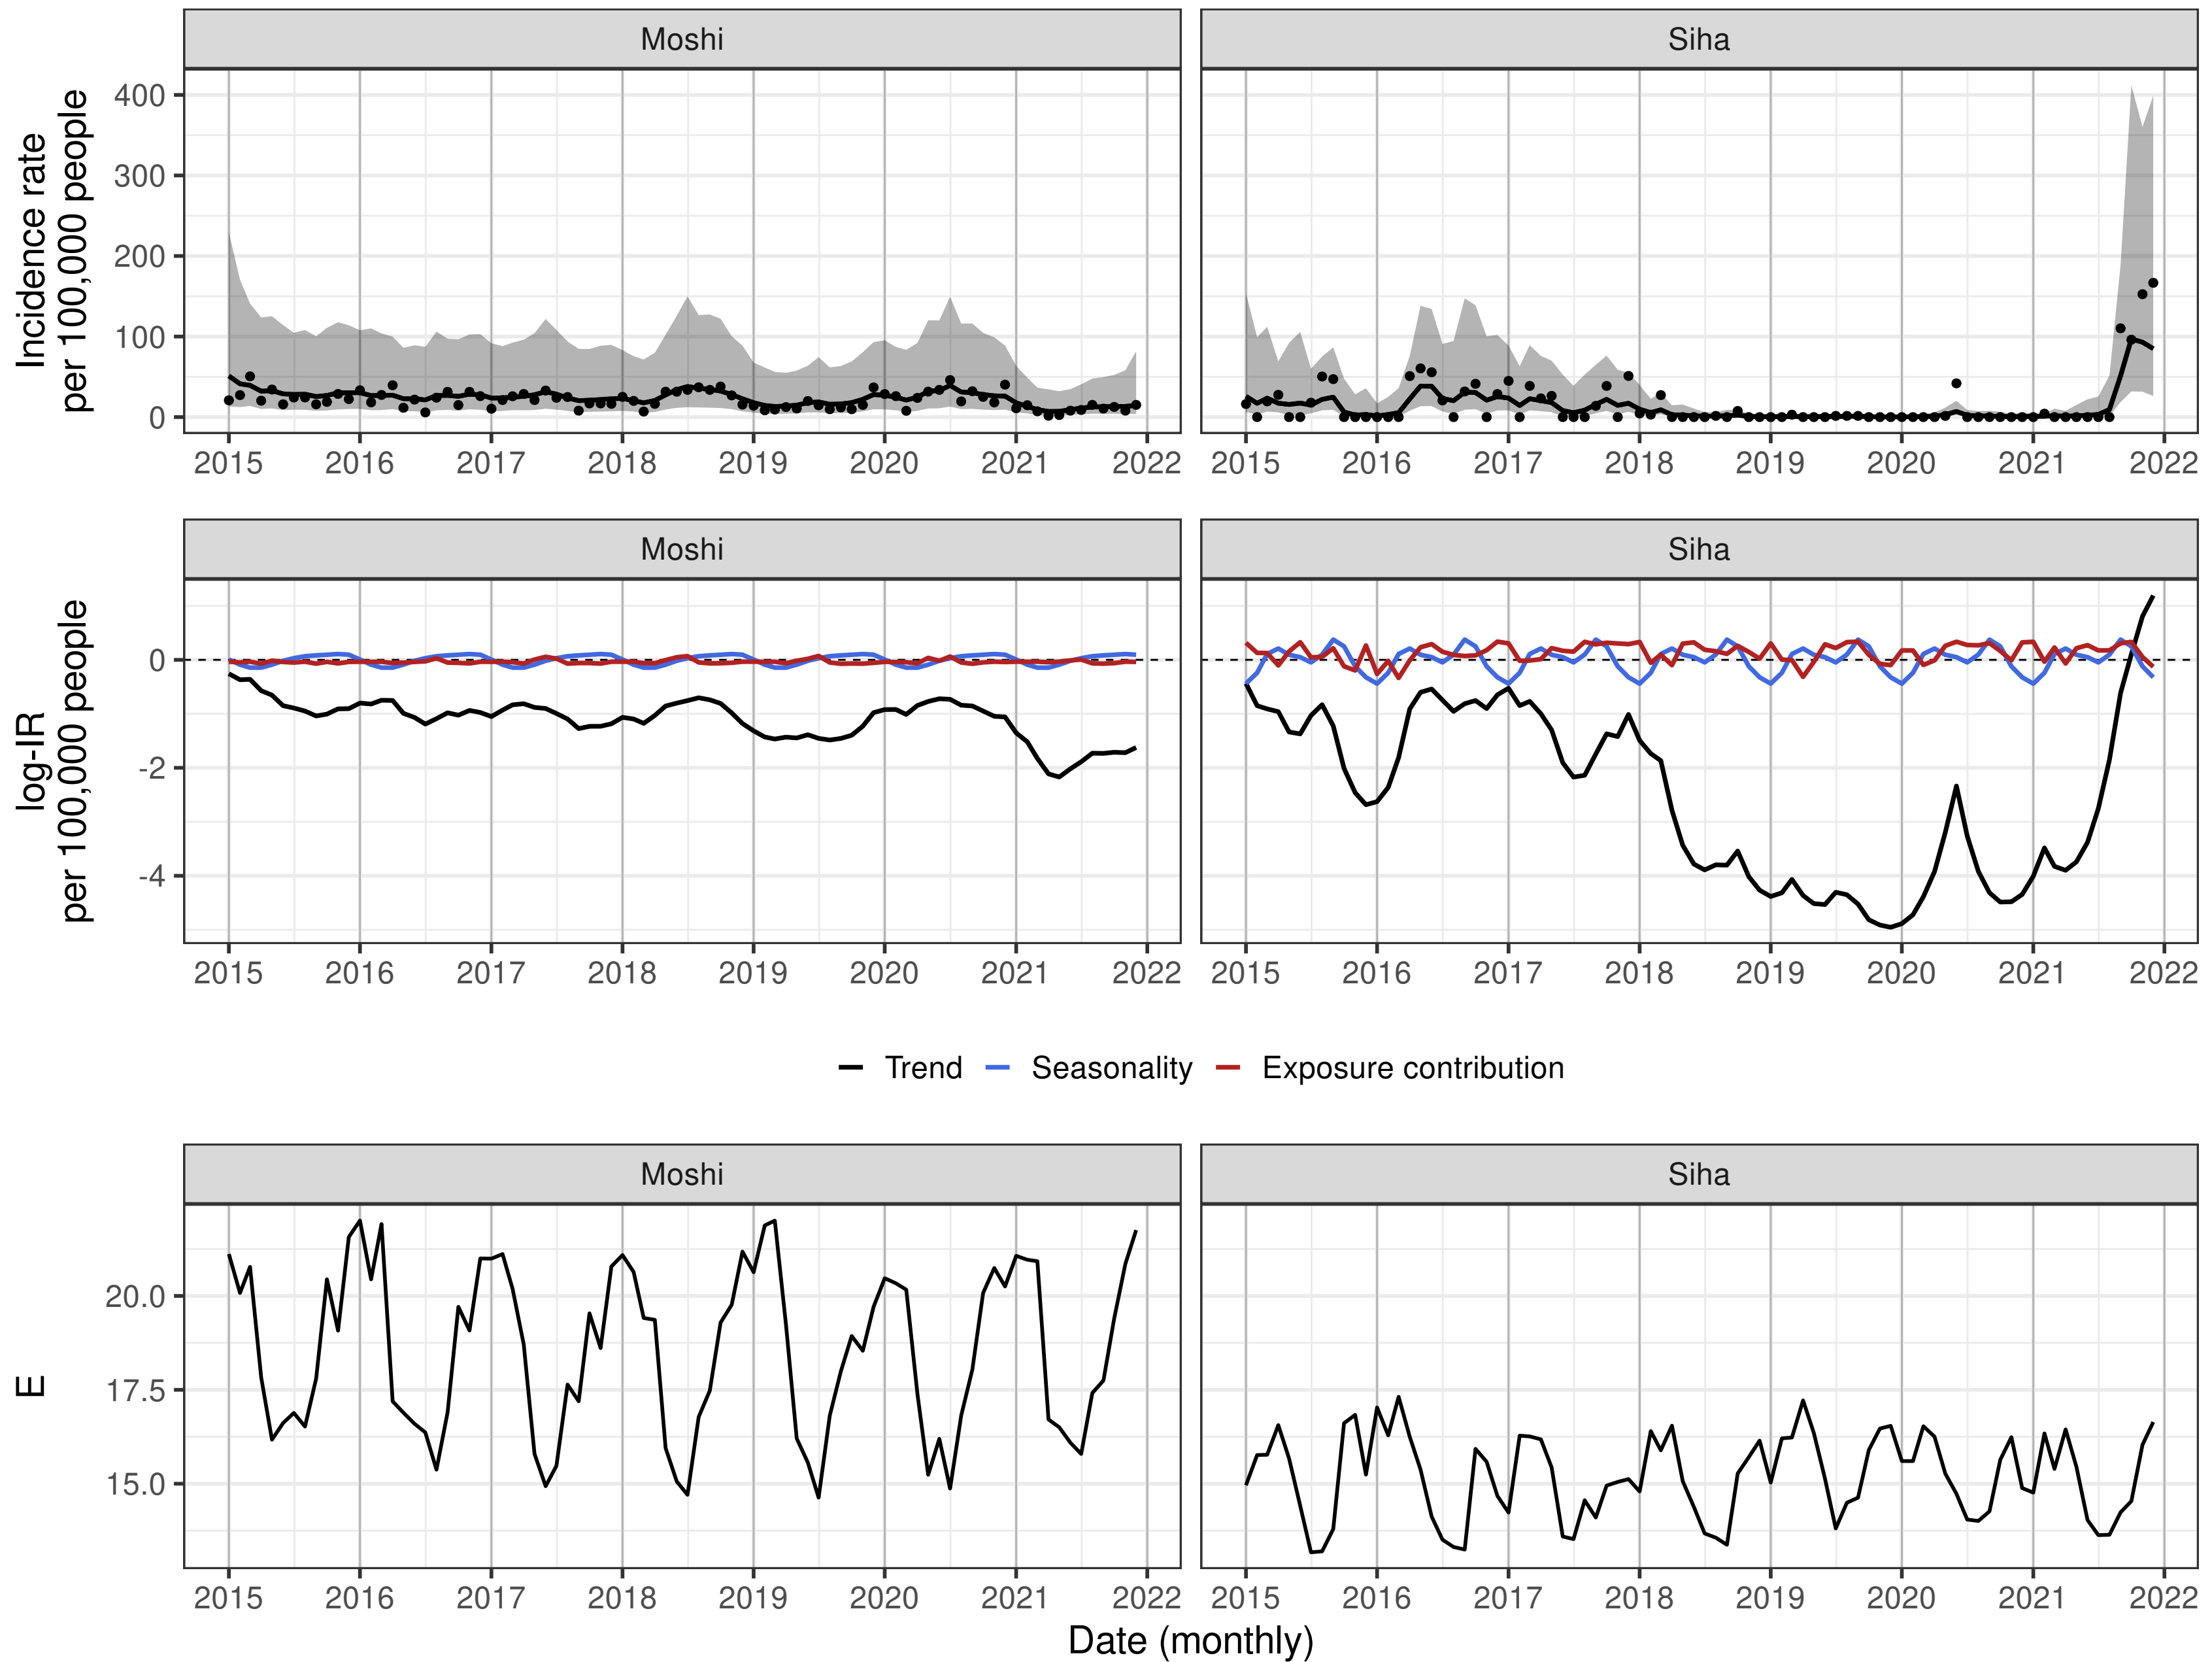 Moshi
Siha
Incidence rate
per 100,000 people
400
300
200
100
0
2015 2016 2017 2018 2019 2020 2021 2022
2015 2016 2017 2018 2019 2020 2021 2022
Moshi
Siha
log-IR
per 100,000 people
0
-2
-4
2015 2016 2017 2018 2019 2020 2021 2022
2015 2016 2017 2018 2019 2020 2021 2022
Trend Seasonality Exposure contribution
Moshi
Siha
E
20.0
17.5
15.0
2015 2016 2017 2018 2019 2020 2021 2022
2015 2016 2017 2018 2019 2020 2021 2022
Date (monthly)